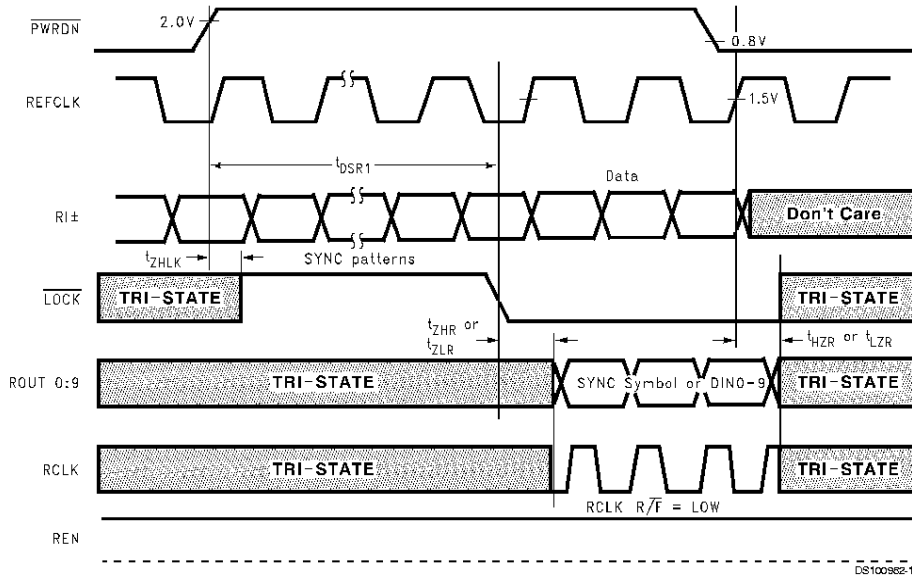 PWRDN
2.0V
0.8V
REFCLK
1.5V
tDSR1
Data
RI±
Don't Care
tZHLK
SYNC patterns
LOCK
TRI-STATE
TRI-STATE
tZHR or
tZLR
tHZR or tLZR
ROUT 0:9
TRI-STATE
SYNC Symbol or DIN0-9
TRI-STATE
RCLK
TRI-STATE
TRI-STATE
RCLK R/F = LOW
REN